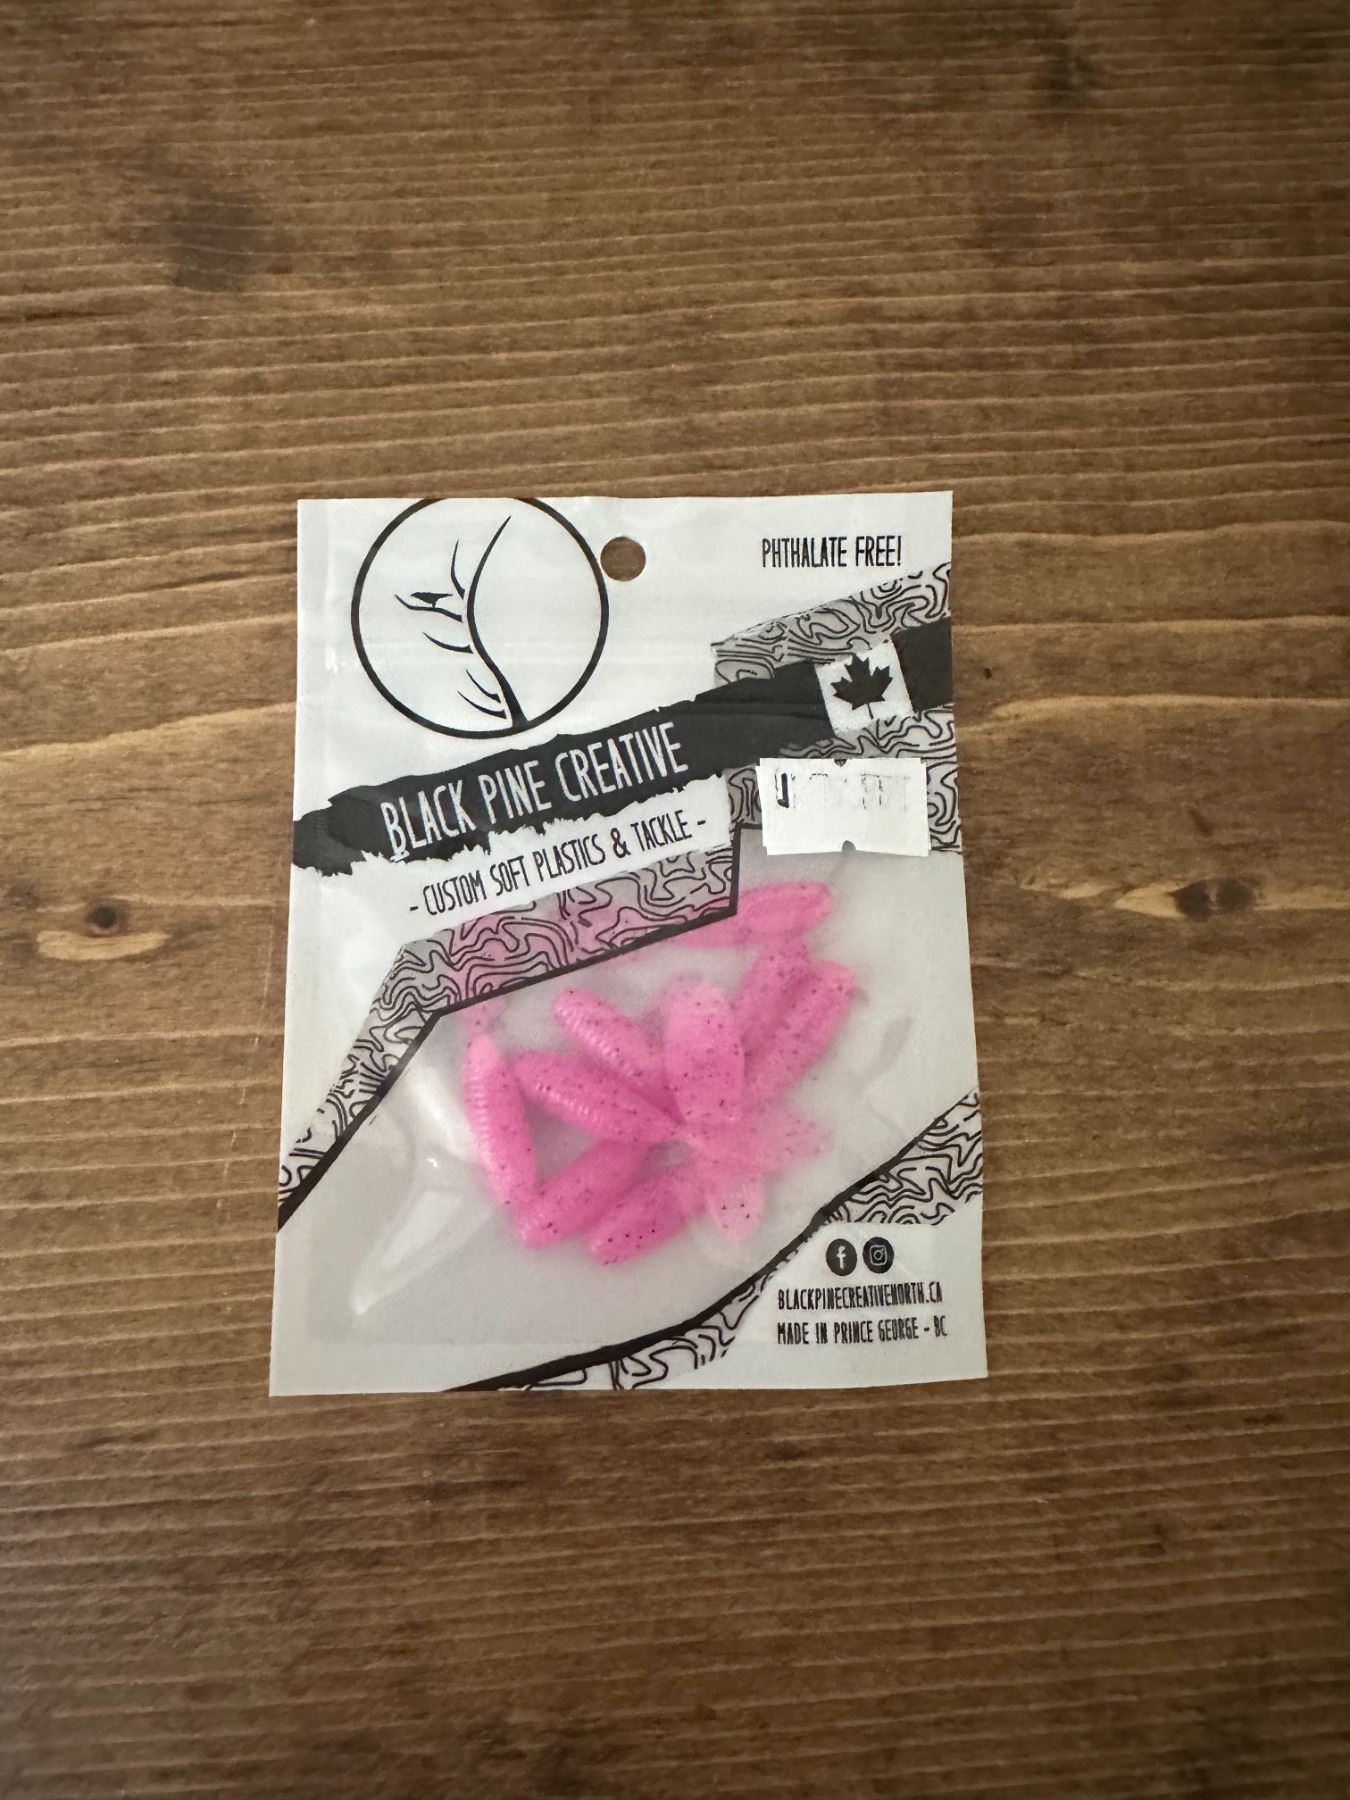 PHTHALATE FREE!
BLACK PINE CREATIVE
- CUSTOM SOFT PLASTICS & TACKLE -
BLACKPINECREATIVENORTH.CA
MADE IN PRINCE GEORGE - BC